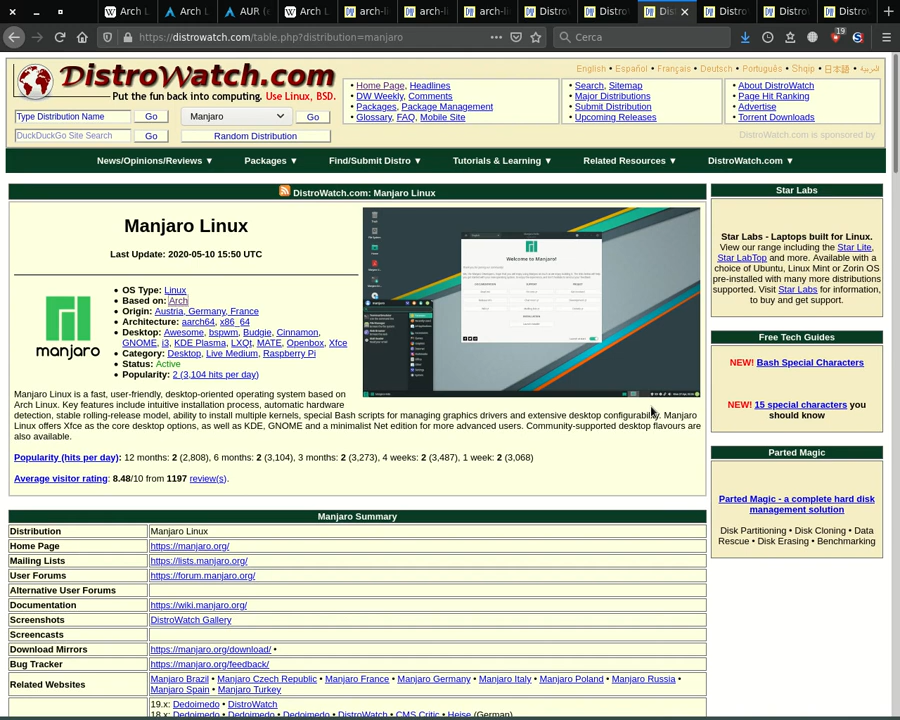 Arch L
Arch L
AUR (
Arch L
arch-li
arch-li
arch-li
Distro
Distro
Dis
Distro
Distro
Distro
https://distrowatch.com/table.php?distribution=manjaro
Cerca
19
DistroWatch.com
Put the fun back into computing. Use Linux, BSD.
English • Español • Français • Deutsch • Português • Shqip • 日本語 • العربية
• Home Page, Headlines
• DW Weekly, Comments
• Packages, Package Management
• Glossary, FAQ, Mobile Site
• Search, Sitemap
• Major Distributions
• Submit Distribution
• Upcoming Releases
• About DistroWatch
• Page Hit Ranking
• Advertise
• Torrent Downloads
Type Distribution Name Go Manjaro Go
DuckDuckGo Site Search Go Random Distribution
DistroWatch.com is sponsored by
News/Opinions/Reviews ▼ Packages ▼ Find/Submit Distro ▼ Tutorials & Learning ▼ Related Resources ▼ DistroWatch.com ▼
DistroWatch.com: Manjaro Linux
Manjaro Linux
Last Update: 2020-05-10 15:50 UTC
manjaro
• OS Type: Linux
• Based on: Arch
• Origin: Austria, Germany, France
• Architecture: aarch64, x86_64
• Desktop: Awesome, bspwm, Budgie, Cinnamon,
GNOME, i3, KDE Plasma, LXQt, MATE, Openbox, Xfce
• Category: Desktop, Live Medium, Raspberry Pi
• Status: Active
• Popularity: 2 (3,104 hits per day)
Welcome to Manjaro!
Manjaro Linux is a fast, user-friendly, desktop-oriented operating system based on
Arch Linux. Key features include intuitive installation process, automatic hardware
detection, stable rolling-release model, ability to install multiple kernels, special Bash scripts for managing graphics drivers and extensive desktop configurability. Manjaro
Linux offers Xfce as the core desktop options, as well as KDE, GNOME and a minimalist Net edition for more advanced users. Community-supported desktop flavours are
also available.
Popularity (hits per day): 12 months: 2 (2,808), 6 months: 2 (3,104), 3 months: 2 (3,273), 4 weeks: 2 (3,487), 1 week: 2 (3,068)
Average visitor rating: 8.48/10 from 1197 review(s).
Manjaro Summary
Distribution Manjaro Linux
Home Page https://manjaro.org/
Mailing Lists https://lists.manjaro.org/
User Forums https://forum.manjaro.org/
Alternative User Forums
Documentation https://wiki.manjaro.org/
Screenshots DistroWatch Gallery
Screencasts
Download Mirrors https://manjaro.org/download/ •
Bug Tracker https://manjaro.org/feedback/
Related Websites Manjaro Brazil • Manjaro Czech Republic • Manjaro France • Manjaro Germany • Manjaro Italy • Manjaro Poland • Manjaro Russia •
Manjaro Spain • Manjaro Turkey
19.x: Dedoimedo • DistroWatch
18.x: Dedoimedo • Dedoimedo • Dedoimedo • DistroWatch • CMS Critic • Heise (German)
Star Labs
Star Labs - Laptops built for Linux.
View our range including the Star Lite,
Star LabTop and more. Available with a
choice of Ubuntu, Linux Mint or Zorin OS
pre-installed with many more distributions
supported. Visit Star Labs for information,
to buy and get support.
Free Tech Guides
NEW! Bash Special Characters
NEW! 15 special characters you
should know
Parted Magic
Parted Magic - a complete hard disk
management solution
Disk Partitioning • Disk Cloning • Data
Rescue • Disk Erasing • Benchmarking